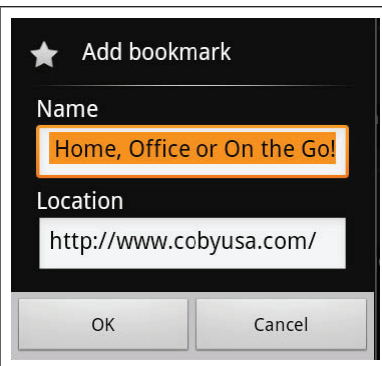 Add bookmark
Name
Home, Office or On the Go!
Location
http://www.cobyusa.com/
OK
Cancel